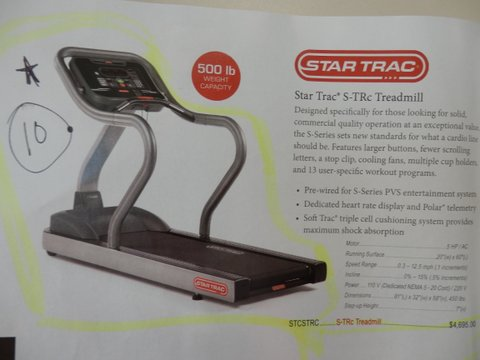 10
500 lb
WEIGHT
CAPACITY
STAR TRAC
Star Trac® S-TRc Treadmill
Designed specifically for those looking for solid,
commercial quality operation at an exceptional value,
the S-Series sets new standards for what a cardio line
should be. Features larger buttons, fewer scrolling
letters, a stop clip, cooling fans, multiple cup holders,
and 13 user-specific workout programs.
• Pre-wired for S-Series PVS entertainment system
• Dedicated heart rate display and Polar® telemetry
• Soft Trac® triple cell cushioning system provides
maximum shock absorption
Motor 5 HP / AC
Running Surface 20"(w) x 60"(L)
Speed Range 0.3 – 12.5 mph (.1 increments)
Incline 0% – 15% (.5% increments)
Power 110 V (Dedicated NEMA 5 - 20 Cont) / 220 V
Dimensions 81"(L) x 32"(w) x 58"(H), 450 lbs
Step-up Height 7"(H)
STCSTRC S-TRc Treadmill $4,695.00
STAR TRAC